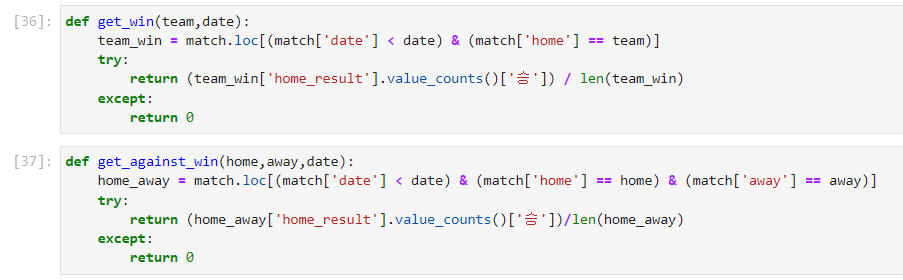 [36]: def get_win(team,date):
team_win = match.loc[(match['date'] < date) & (match['home'] == team)]
try:
return (team_win['home_result'].value_counts()['승']) / len(team_win)
except:
return 0
[37]: def get_against_win(home,away,date):
home_away = match.loc[(match['date'] < date) & (match['home'] == home) & (match['away'] == away)]
try:
return (home_away['home_result'].value_counts()['승'])/len(home_away)
except:
return 0